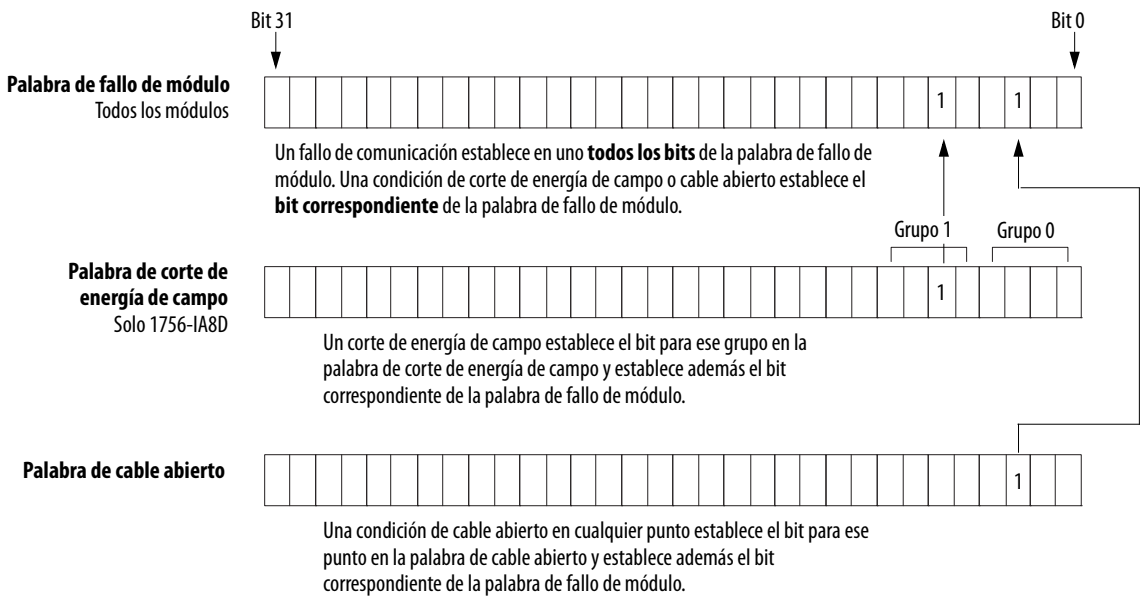 Bit 31
Bit 0
Palabra de fallo de módulo
Todos los módulos
1
1
Un fallo de comunicación establece en uno todos los bits de la palabra de fallo de
módulo. Una condición de corte de energía de campo o cable abierto establece el
bit correspondiente de la palabra de fallo de módulo.
Grupo 1
Grupo 0
Palabra de corte de
energía de campo
Solo 1756-IA8D
1
Un corte de energía de campo establece el bit para ese grupo en la
palabra de corte de energía de campo y establece además el bit
correspondiente de la palabra de fallo de módulo.
Palabra de cable abierto
1
Una condición de cable abierto en cualquier punto establece el bit para ese
punto en la palabra de cable abierto y establece además el bit
correspondiente de la palabra de fallo de módulo.